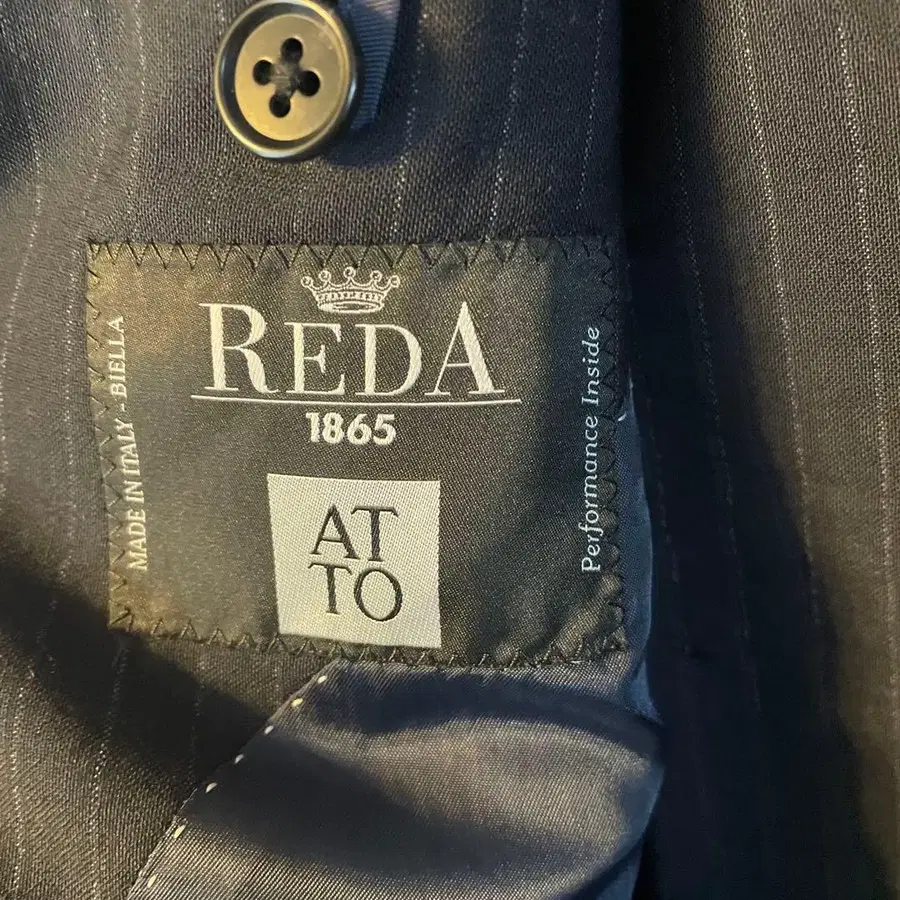 REDA
1865
AT
TO
MADE IN ITALY - BIELLA
Performance Inside